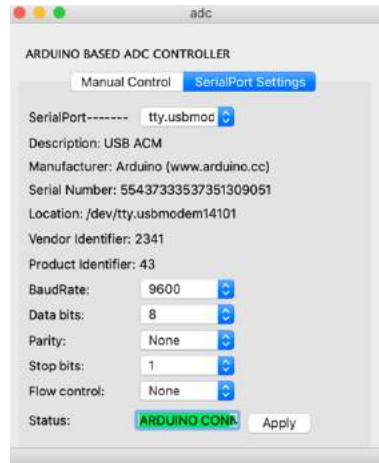 adc
ARDUINO BASED ADC CONTROLLER
Manual Control SerialPort Settings
SerialPort------- tty.usbmod
Description: USB ACM
Manufacturer: Arduino (www.arduino.cc)
Serial Number: 55437333537351309051
Location: /dev/tty.usbmodem14101
Vendor Identifier: 2341
Product Identifier: 43
BaudRate: 9600
Data bits: 8
Parity: None
Stop bits: 1
Flow control: None
Status: ARDUINO CONN Apply